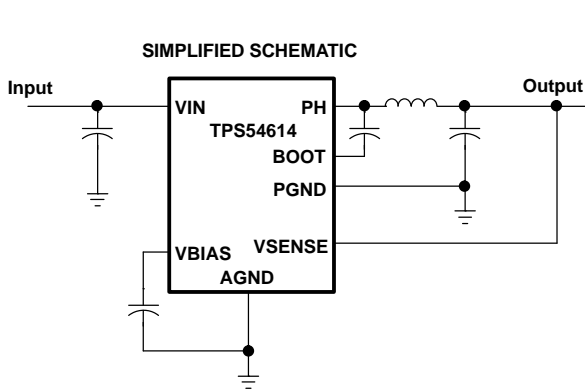 SIMPLIFIED SCHEMATIC
Input
Output
VIN
PH
TPS54614
BOOT
PGND
VBIAS
VSENSE
AGND